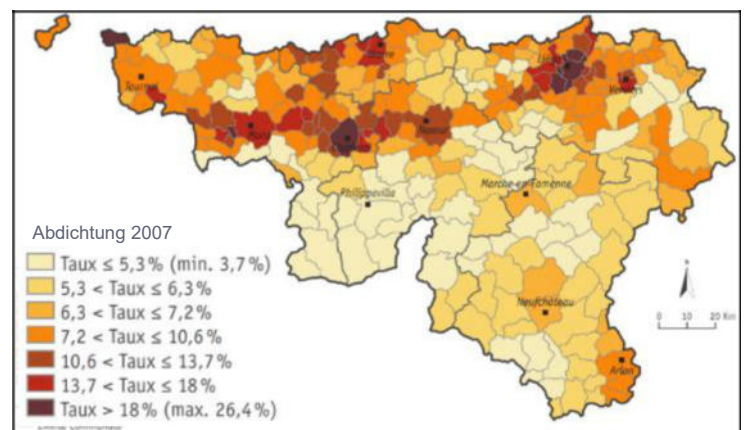 Liège
Tournai
Verviers
Mons
Namur
Philippeville
Marche-en-Famenne
Abdichtung 2007
Taux ≤ 5,3% (min. 3,7%)
5,3 < Taux ≤ 6,3%
6,3 < Taux ≤ 7,2%
7,2 < Taux ≤ 10,6%
10,6 < Taux ≤ 13,7%
13,7 < Taux ≤ 18%
Taux > 18% (max. 26,4%)
Neufchâteau
0 10 20 Km
Arlon